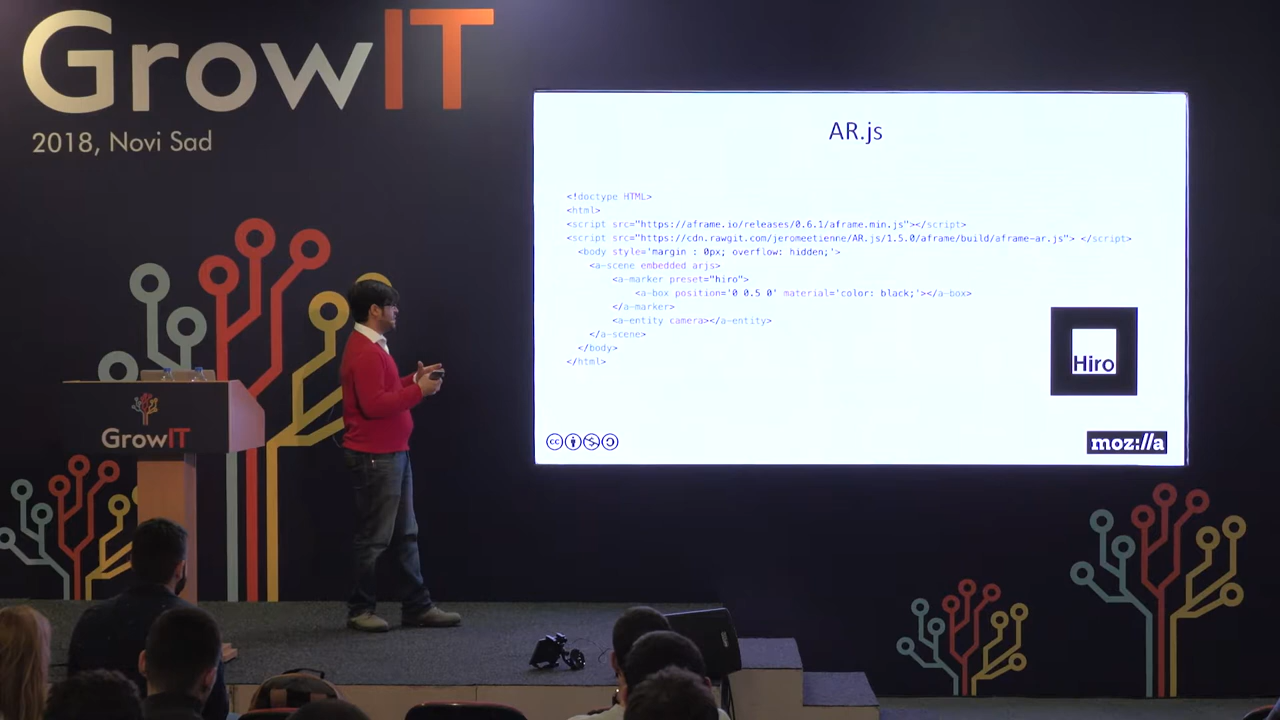 GrowIT
2018, Novi Sad
GrowIT
AR.js
<!doctype HTML>
<html>
<script src="https://aframe.io/releases/0.6.1/aframe.min.js"></script>
<script src="https://cdn.rawgit.com/jeromeetienne/AR.js/1.5.0/aframe/build/aframe-ar.js"> </script>
<body style='margin : 0px; overflow: hidden;'>
<a-scene embedded arjs>
<a-marker preset="hiro">
<a-box position='0 0.5 0' material='color: black;'></a-box>
</a-marker>
<a-entity camera></a-entity>
</a-scene>
</body>
</html>
Hiro
cc
moz://a